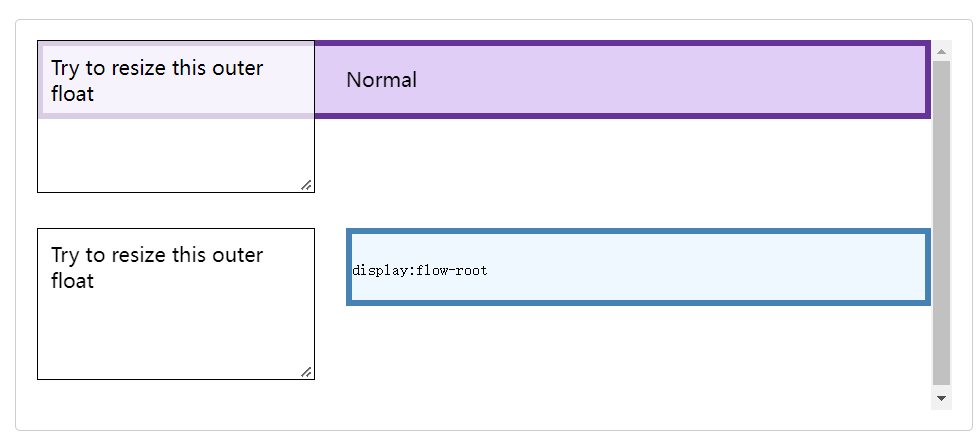 Try to resize this outer
float
Normal
Try to resize this outer
float
display:flow-root